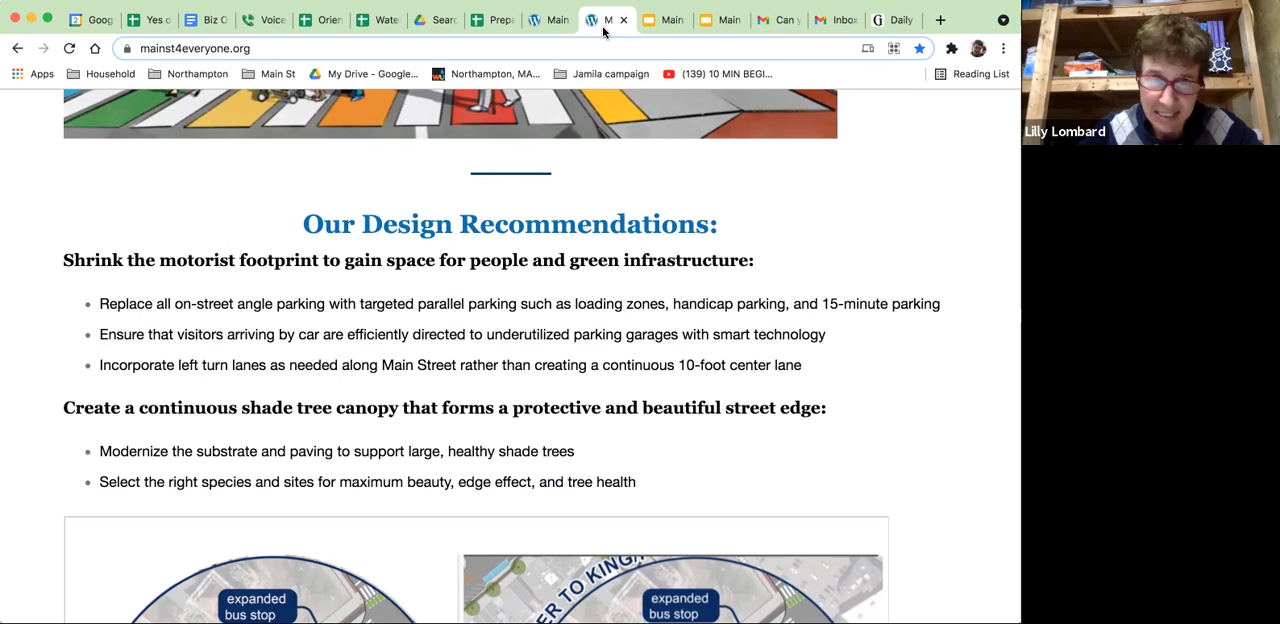 Goog
Yes o
Biz O
Voice
Orien
Wate
Searc
Prepa
Main
M
Main
Main
Can y
Inbox
Daily
mainst4everyone.org
Apps
Household
Northampton
Main St
My Drive - Google...
Northampton, MA...
Jamila campaign
(139) 10 MIN BEGI...
Reading List
Lilly Lombard
Our Design Recommendations:
Shrink the motorist footprint to gain space for people and green infrastructure:
Replace all on-street angle parking with targeted parallel parking such as loading zones, handicap parking, and 15-minute parking
Ensure that visitors arriving by car are efficiently directed to underutilized parking garages with smart technology
Incorporate left turn lanes as needed along Main Street rather than creating a continuous 10-foot center lane
Create a continuous shade tree canopy that forms a protective and beautiful street edge:
Modernize the substrate and paving to support large, healthy shade trees
Select the right species and sites for maximum beauty, edge effect, and tree health
expanded
bus stop
ER TO KING/
expanded
bus stop